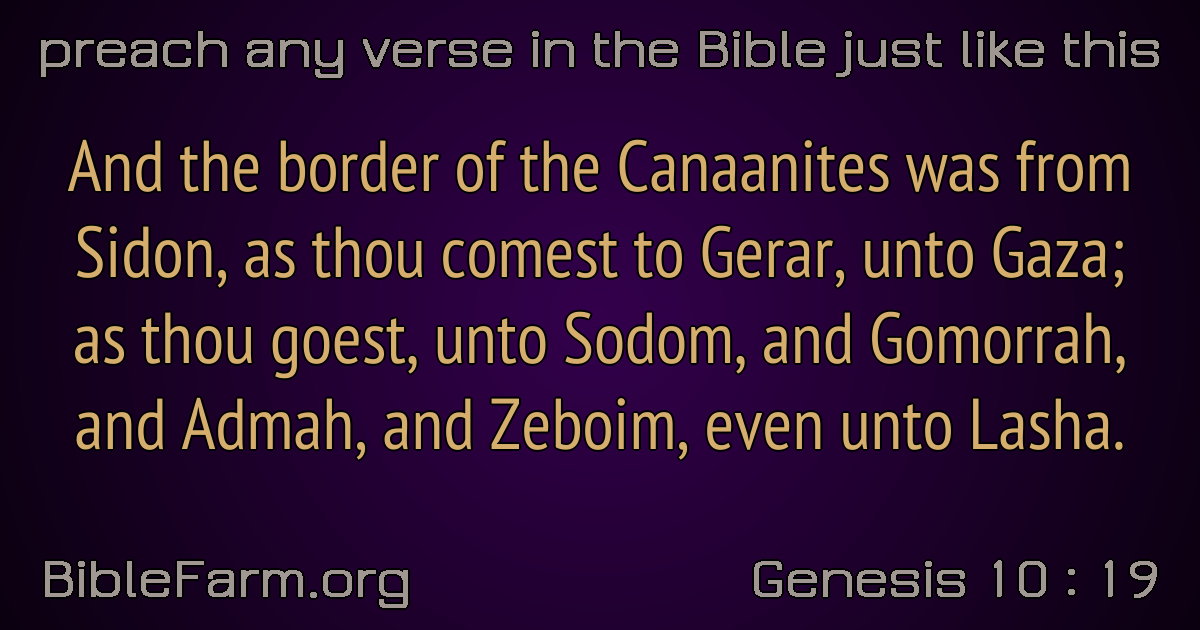 preach any verse in the Bible just like this
And the border of the Canaanites was from
Sidon, as thou comest to Gerar, unto Gaza;
as thou goest, unto Sodom, and Gomorrah,
and Admah, and Zeboim, even unto Lasha.
BibleFarm.org
Genesis 10 : 19